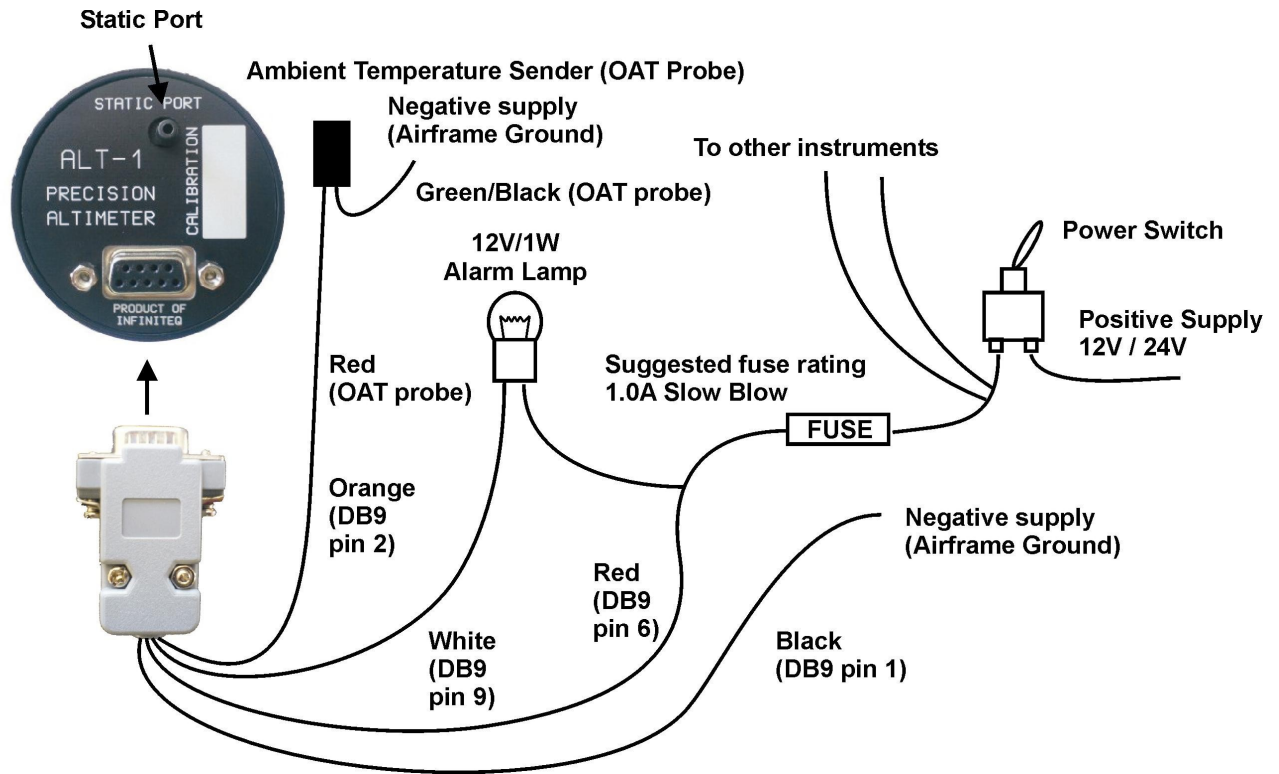 Static Port
STATIC PORT
ALT-1
PRECISION
ALTIMETER
CALIBRATION
PRODUCT OF
INFINITEQ
Ambient Temperature Sender (OAT Probe)
Negative supply
(Airframe Ground)
Green/Black (OAT probe)
To other instruments
12V/1W
Alarm Lamp
Power Switch
Positive Supply
12V / 24V
Red
(OAT probe)
Suggested fuse rating
1.0A Slow Blow
FUSE
Orange
(DB9
pin 2)
Negative supply
(Airframe Ground)
Red
(DB9
pin 6)
White
(DB9
pin 9)
Black
(DB9 pin 1)